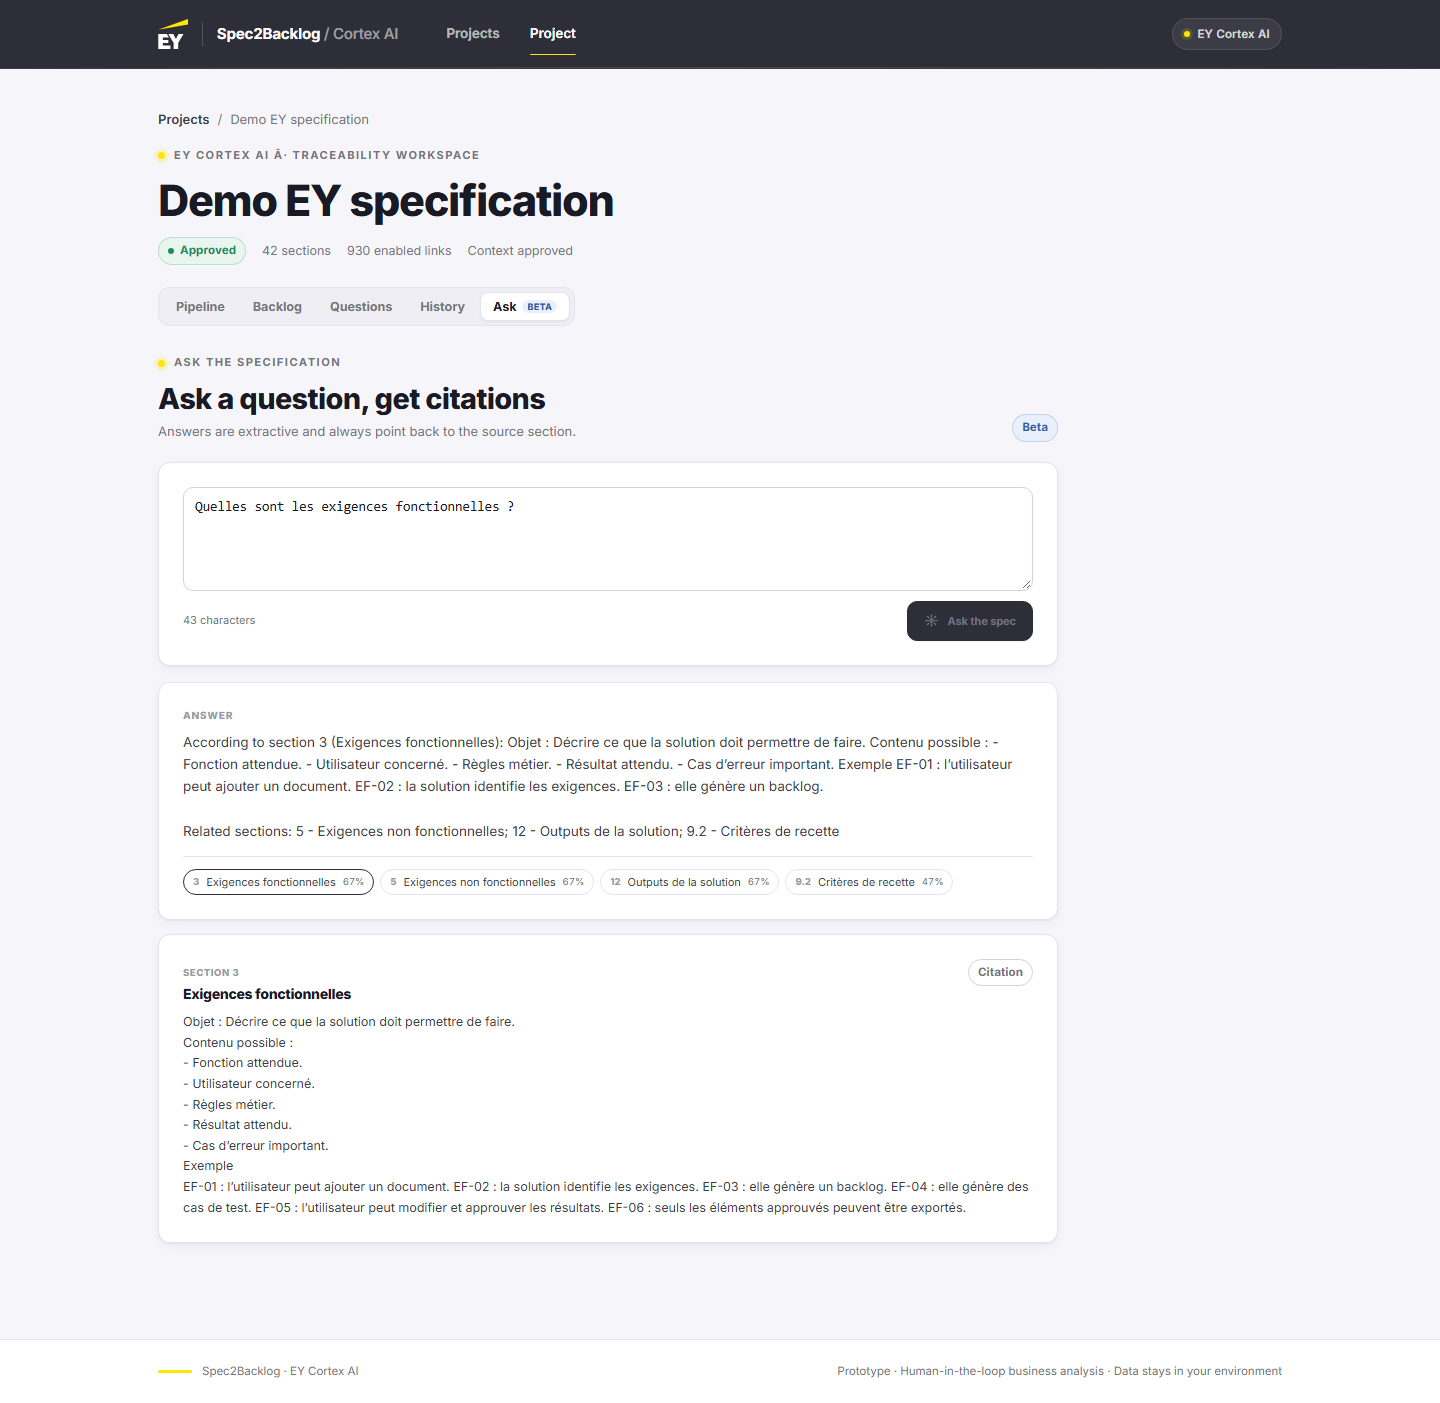 EY
Spec2Backlog / Cortex AI
Projects
Project
EY Cortex AI
Projects / Demo EY specification
EY CORTEX AI Â· TRACEABILITY WORKSPACE
Demo EY specification
Approved
42 sections
930 enabled links
Context approved
Pipeline
Backlog
Questions
History
Ask BETA
ASK THE SPECIFICATION
Ask a question, get citations
Answers are extractive and always point back to the source section.
Beta
Quelles sont les exigences fonctionnelles ?
43 characters
Ask the spec
ANSWER
According to section 3 (Exigences fonctionnelles): Objet : Décrire ce que la solution doit permettre de faire. Contenu possible : -
Fonction attendue. - Utilisateur concerné. - Règles métier. - Résultat attendu. - Cas d’erreur important. Exemple EF-01 : l’utilisateur
peut ajouter un document. EF-02 : la solution identifie les exigences. EF-03 : elle génère un backlog.
Related sections: 5 - Exigences non fonctionnelles; 12 - Outputs de la solution; 9.2 - Critères de recette
3 Exigences fonctionnelles 67%
5 Exigences non fonctionnelles 67%
12 Outputs de la solution 67%
9.2 Critères de recette 47%
SECTION 3
Citation
Exigences fonctionnelles
Objet : Décrire ce que la solution doit permettre de faire.
Contenu possible :
- Fonction attendue.
- Utilisateur concerné.
- Règles métier.
- Résultat attendu.
- Cas d’erreur important.
Exemple
EF-01 : l’utilisateur peut ajouter un document. EF-02 : la solution identifie les exigences. EF-03 : elle génère un backlog. EF-04 : elle génère des
cas de test. EF-05 : l’utilisateur peut modifier et approuver les résultats. EF-06 : seuls les éléments approuvés peuvent être exportés.
Spec2Backlog · EY Cortex AI
Prototype · Human-in-the-loop business analysis · Data stays in your environment